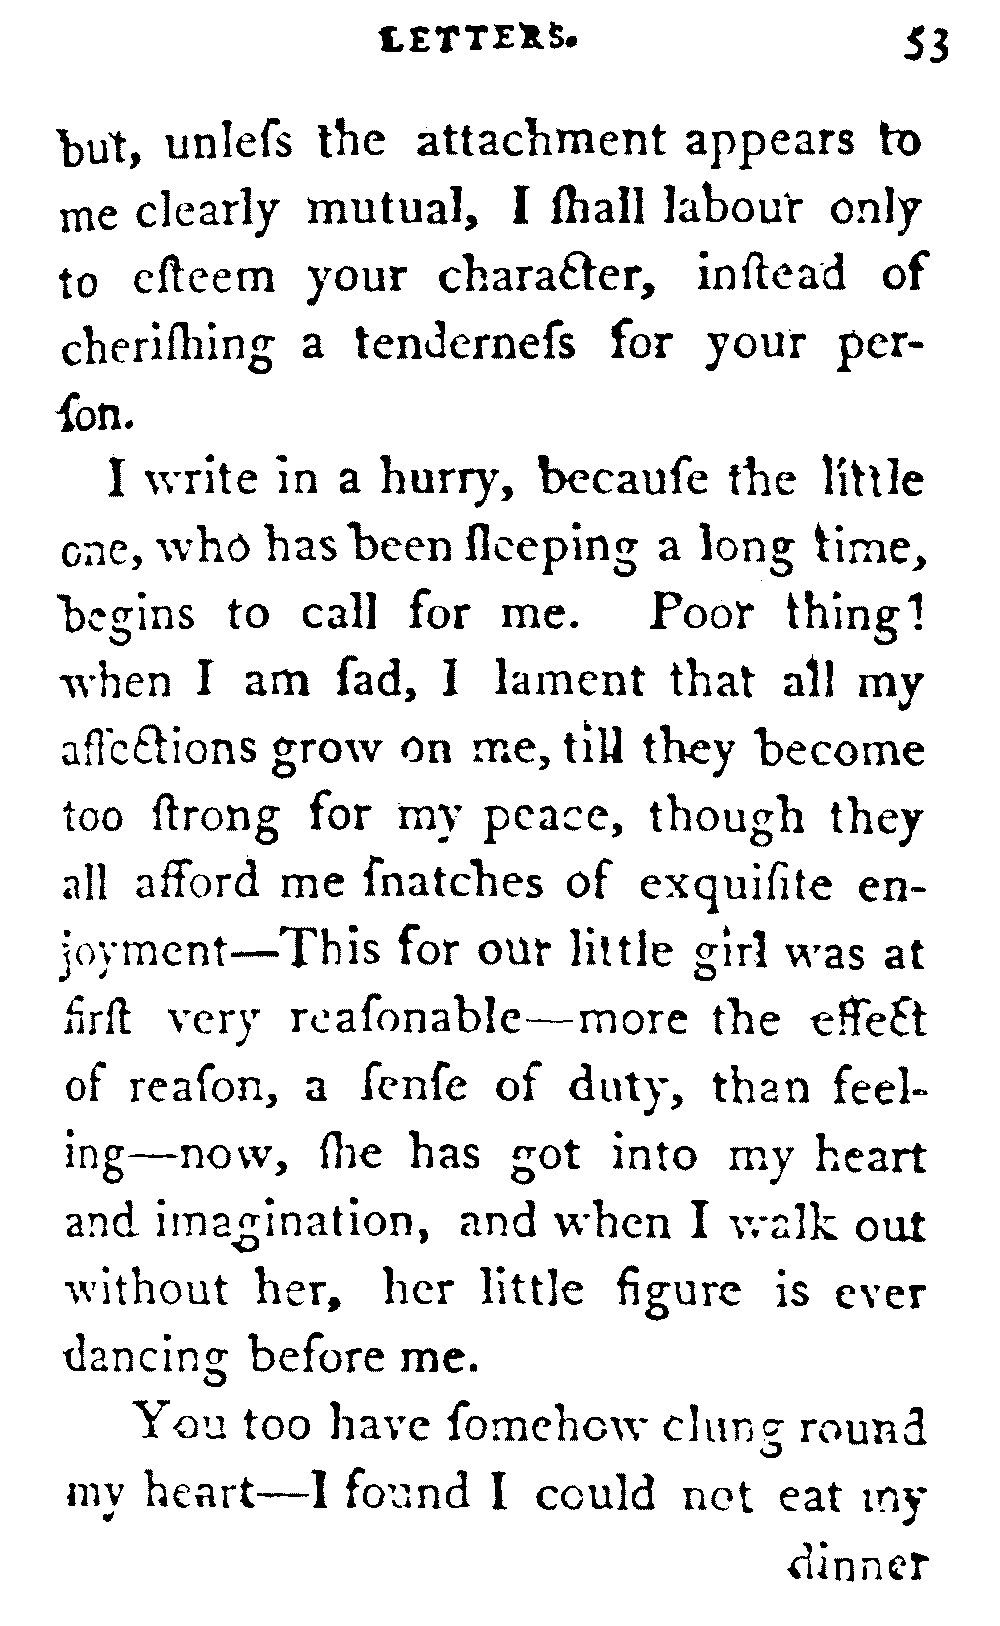 LETTERS. 53
but, unleſs the attachment appears to
me clearly mutual, I ſhall labour only
to eſteem your character, inſtead of
cheriſhing a tenderneſs for your per-
ſon.
I write in a hurry, becauſe the little
one, who has been ſleeping a long time,
begins to call for me. Poor thing!
when I am ſad, I lament that all my
affections grow on me, till they become
too ſtrong for my peace, though they
all afford me ſnatches of exquiſite en-
joyment—This for our little girl was at
firſt very reaſonable—more the effect
of reaſon, a ſenſe of duty, than feel-
ing—now, ſhe has got into my heart
and imagination, and when I walk out
without her, her little figure is ever
dancing before me.
You too have ſomehow clung round
my heart—I found I could not eat my
dinner